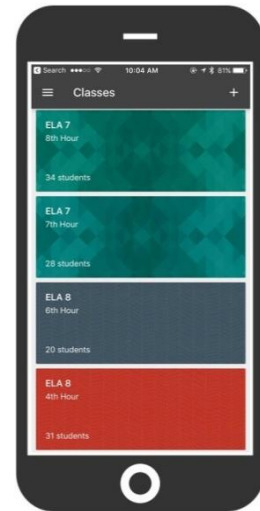 Search 10:04 AM 81%
Classes +
ELA 7
8th Hour
34 students
ELA 7
7th Hour
28 students
ELA 8
6th Hour
20 students
ELA 8
4th Hour
31 students